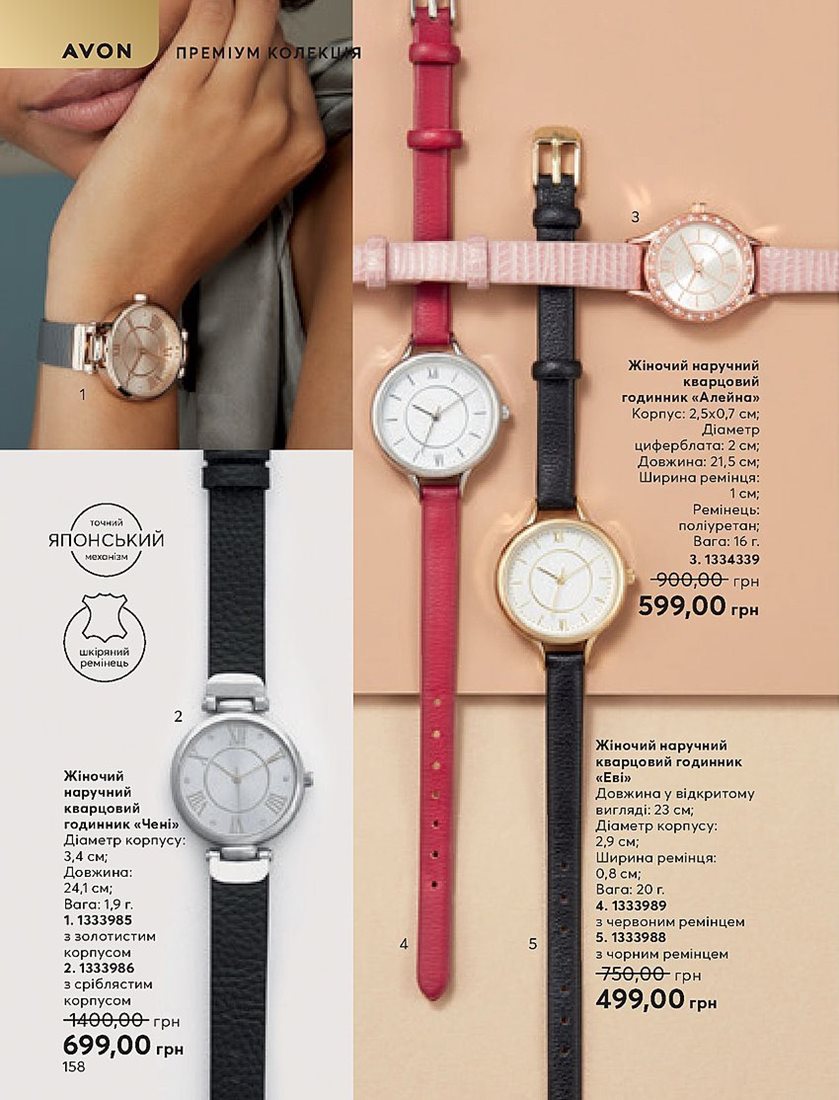 AVON
ПРЕМІУМ КОЛЕКЦІЯ
1
3
Жіночий наручний
кварцовий
годинник «Алейна»
Корпус: 2,5x0,7 см;
Діаметр
циферблата: 2 см;
Довжина: 21,5 см;
Ширина ремінця:
1 см;
Ремінець:
поліуретан;
Вага: 16 г.
3. 1334339
900,00 грн
599,00 грн
точний
ЯПОНСЬКИЙ
механізм
шкіряний
ремінець
2
Жіночий
наручний
кварцовий
годинник «Чені»
Діаметр корпусу:
3,4 см;
Довжина:
24,1 см;
Вага: 1,9 г.
1. 1333985
з золотистим
корпусом
2. 1333986
з сріблястим
корпусом
1400,00 грн
699,00 грн
158
4
5
Жіночий наручний
кварцовий годинник
«Еві»
Довжина у відкритому
вигляді: 23 см;
Діаметр корпусу:
2,9 см;
Ширина ремінця:
0,8 см;
Вага: 20 г.
4. 1333989
з червоним ремінцем
5. 1333988
з чорним ремінцем
750,00 грн
499,00 грн